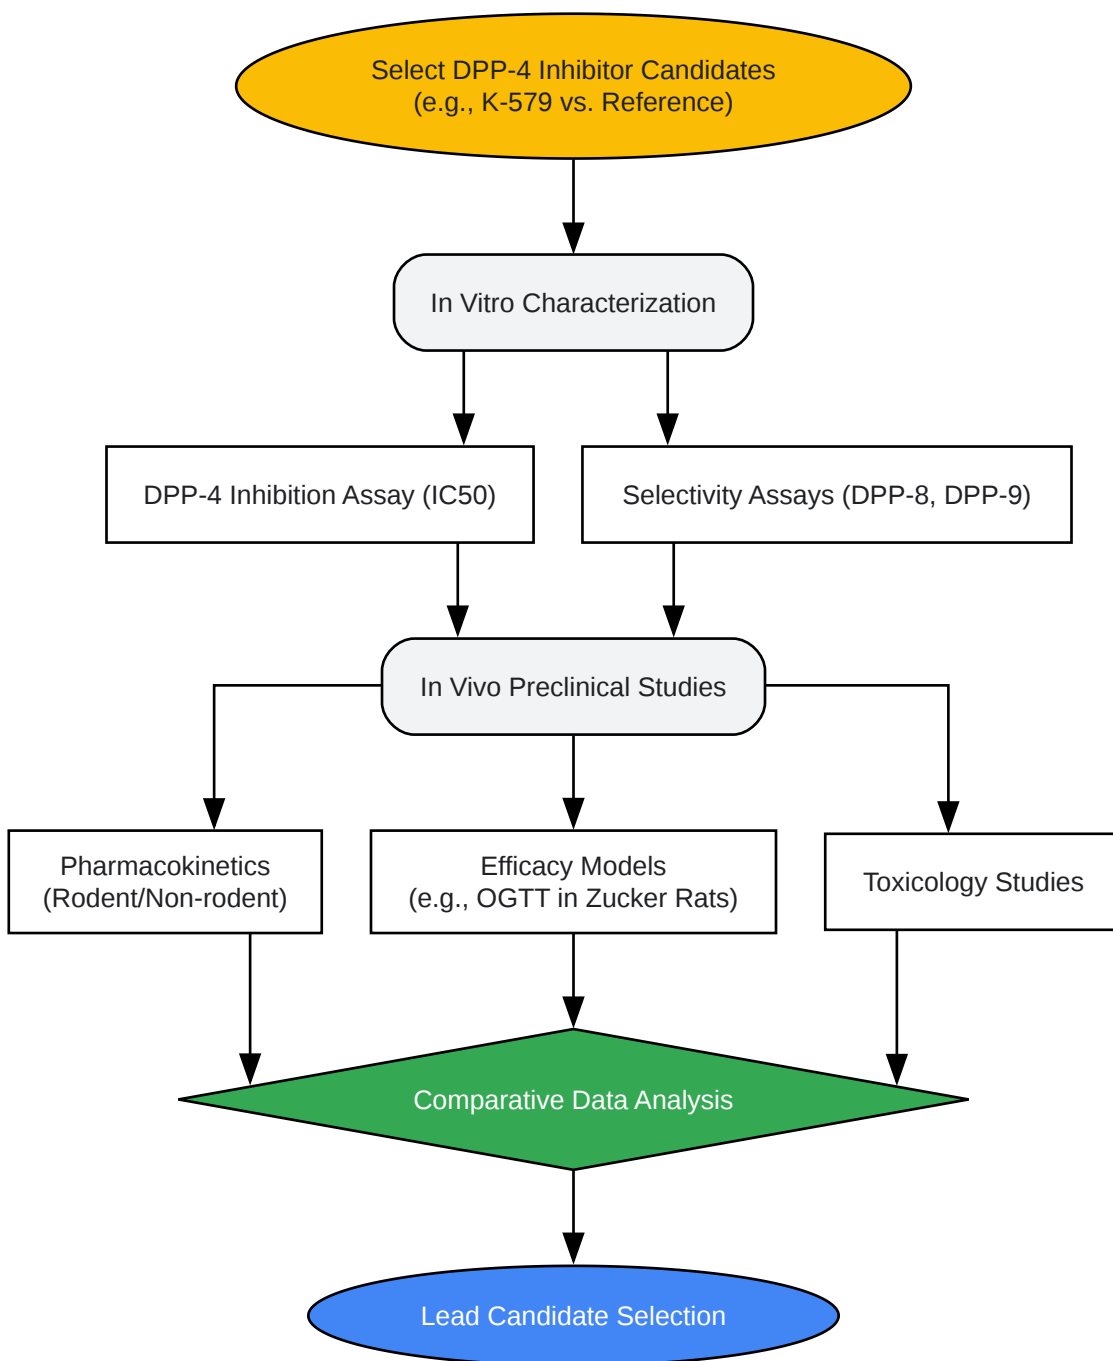 Select DPP-4 Inhibitor Candidates
(e.g., K-579 vs. Reference)
In Vitro Characterization
DPP-4 Inhibition Assay (IC50)
Selectivity Assays (DPP-8, DPP-9)
In Vivo Preclinical Studies
Pharmacokinetics
(Rodent/Non-rodent)
Efficacy Models
(e.g., OGTT in Zucker Rats)
Toxicology Studies
Comparative Data Analysis
Lead Candidate Selection